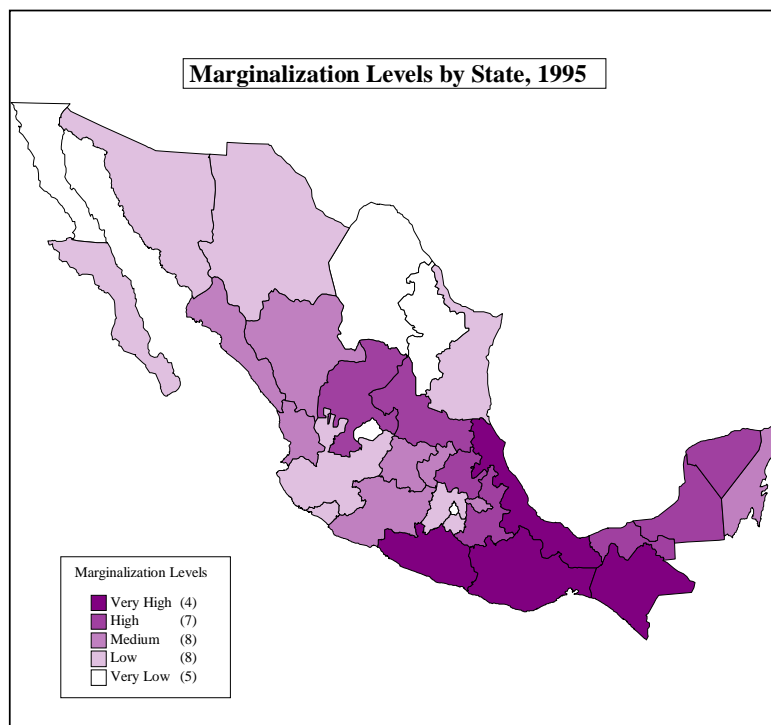 Marginalization Levels by State, 1995
Marginalization Levels
Very High (4)
High (7)
Medium (8)
Low (8)
Very Low (5)